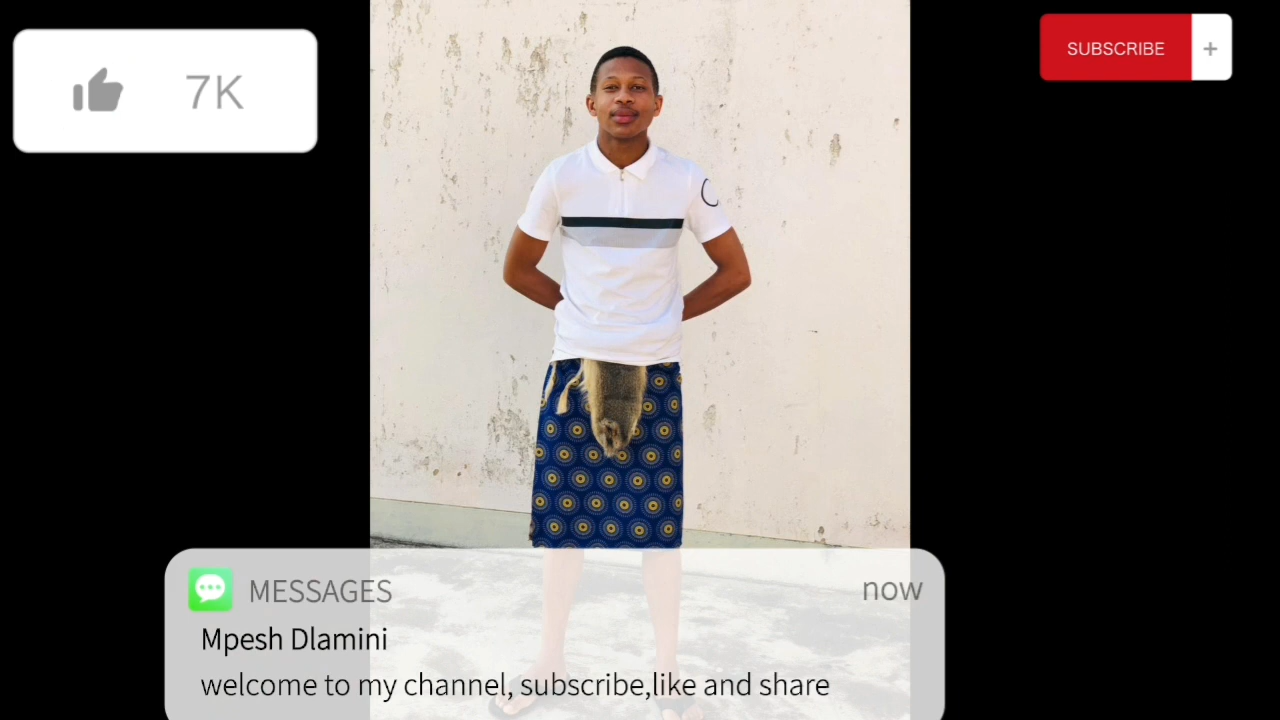 7K
SUBSCRIBE +
MESSAGES now
Mpesh Dlamini
welcome to my channel, subscribe,like and share